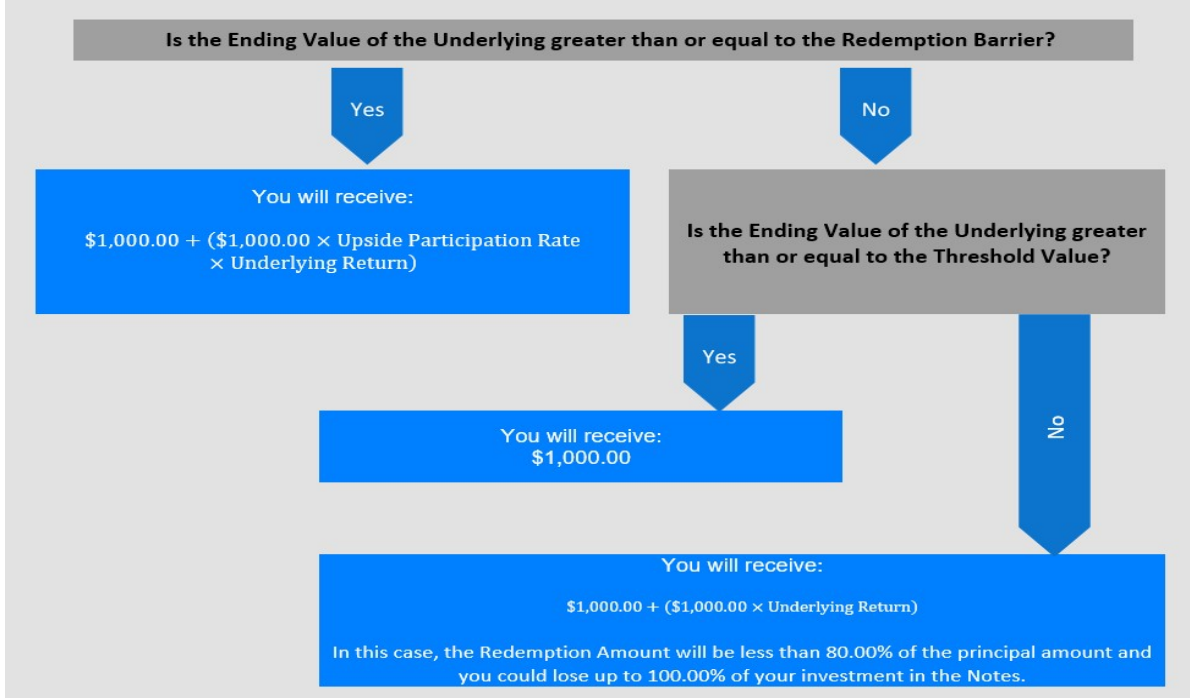 Is the Ending Value of the Underlying greater than or equal to the Redemption Barrier?
Yes
No
You will receive:
$1,000.00 + ($1,000.00 × Upside Participation Rate
× Underlying Return)
Is the Ending Value of the Underlying greater
than or equal to the Threshold Value?
Yes
No
You will receive:
$1,000.00
You will receive:
$1,000.00 + ($1,000.00 × Underlying Return)
In this case, the Redemption Amount will be less than 80.00% of the principal amount and
you could lose up to 100.00% of your investment in the Notes.